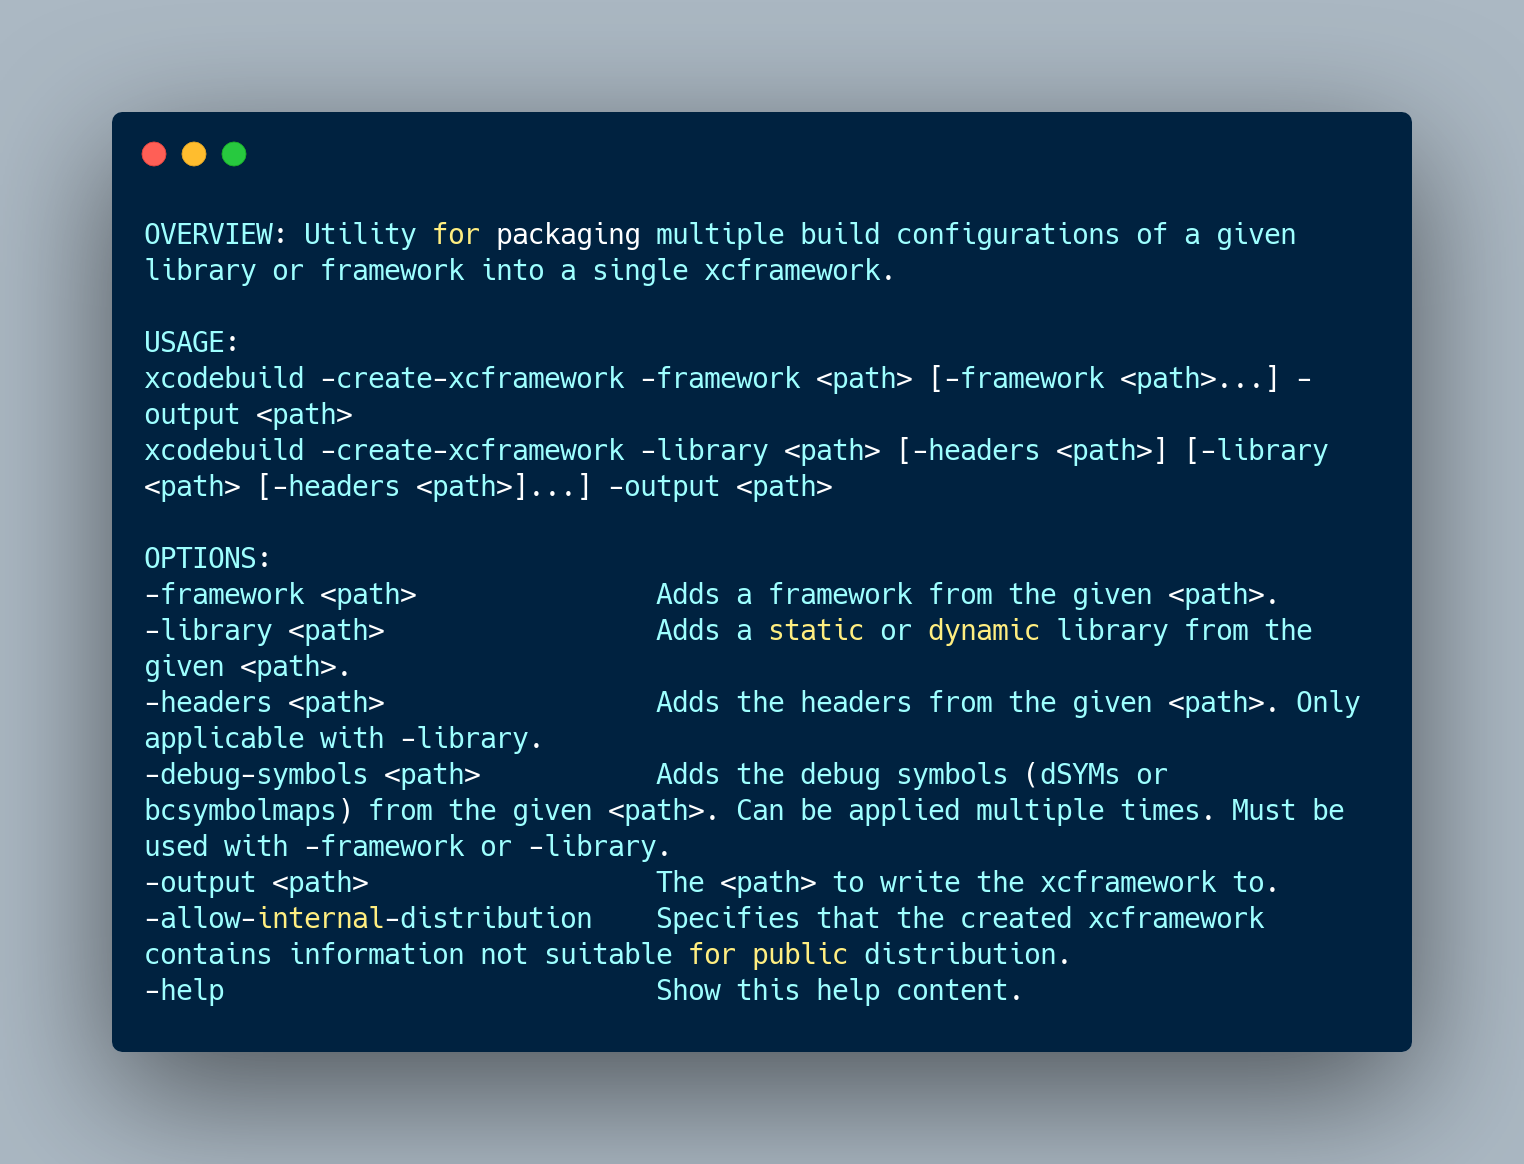 OVERVIEW: Utility for packaging multiple build configurations of a given
library or framework into a single xcframework.
USAGE:
xcodebuild -create-xcframework -framework <path> [-framework <path>...] -
output <path>
xcodebuild -create-xcframework -library <path> [-headers <path>] [-library
<path> [-headers <path>]...] -output <path>
OPTIONS:
-framework <path>               Adds a framework from the given <path>.
-library <path>                 Adds a static or dynamic library from the
given <path>.
-headers <path>                 Adds the headers from the given <path>. Only
applicable with -library.
-debug-symbols <path>           Adds the debug symbols (dSYMs or
bcsymbolmaps) from the given <path>. Can be applied multiple times. Must be
used with -framework or -library.
-output <path>                  The <path> to write the xcframework to.
-allow-internal-distribution    Specifies that the created xcframework
contains information not suitable for public distribution.
-help                           Show this help content.